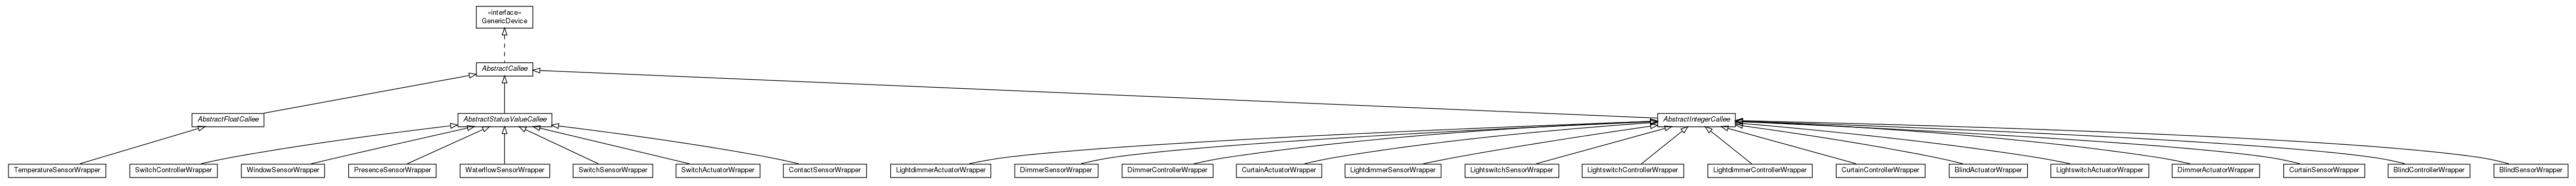 «interface»
GenericDevice
AbstractCallee
AbstractFloatCallee
AbstractStatusValueCallee
AbstractIntegerCallee
TemperatureSensorWrapper
SwitchControllerWrapper
WindowSensorWrapper
PresenceSensorWrapper
WaterflowSensorWrapper
SwitchSensorWrapper
SwitchActuatorWrapper
ContactSensorWrapper
LightdimmerActuatorWrapper
DimmerSensorWrapper
DimmerControllerWrapper
CurtainActuatorWrapper
LightdimmerSensorWrapper
LightswitchSensorWrapper
LightswitchControllerWrapper
LightdimmerControllerWrapper
CurtainControllerWrapper
BlindActuatorWrapper
LightswitchActuatorWrapper
DimmerActuatorWrapper
CurtainSensorWrapper
BlindControllerWrapper
BlindSensorWrapper